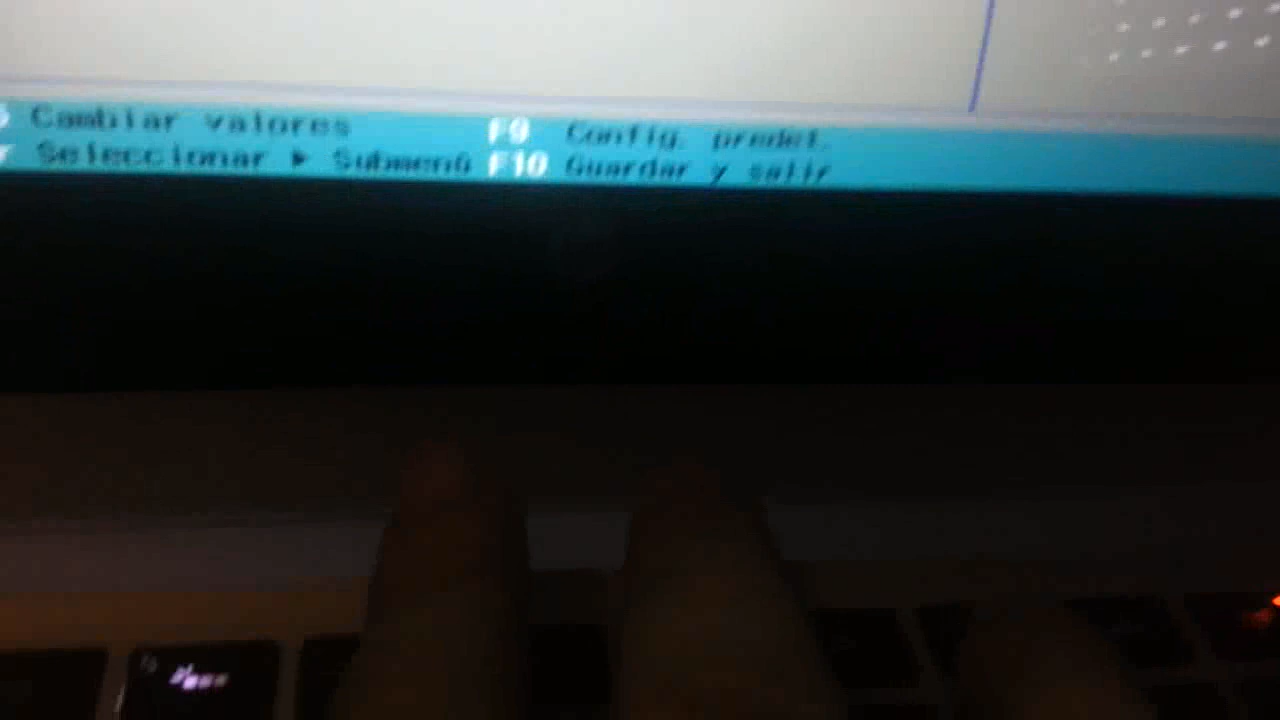 Cambiar valores F9 Config. predet.
Seleccionar ▶ Submenú F10 Guardar y salir